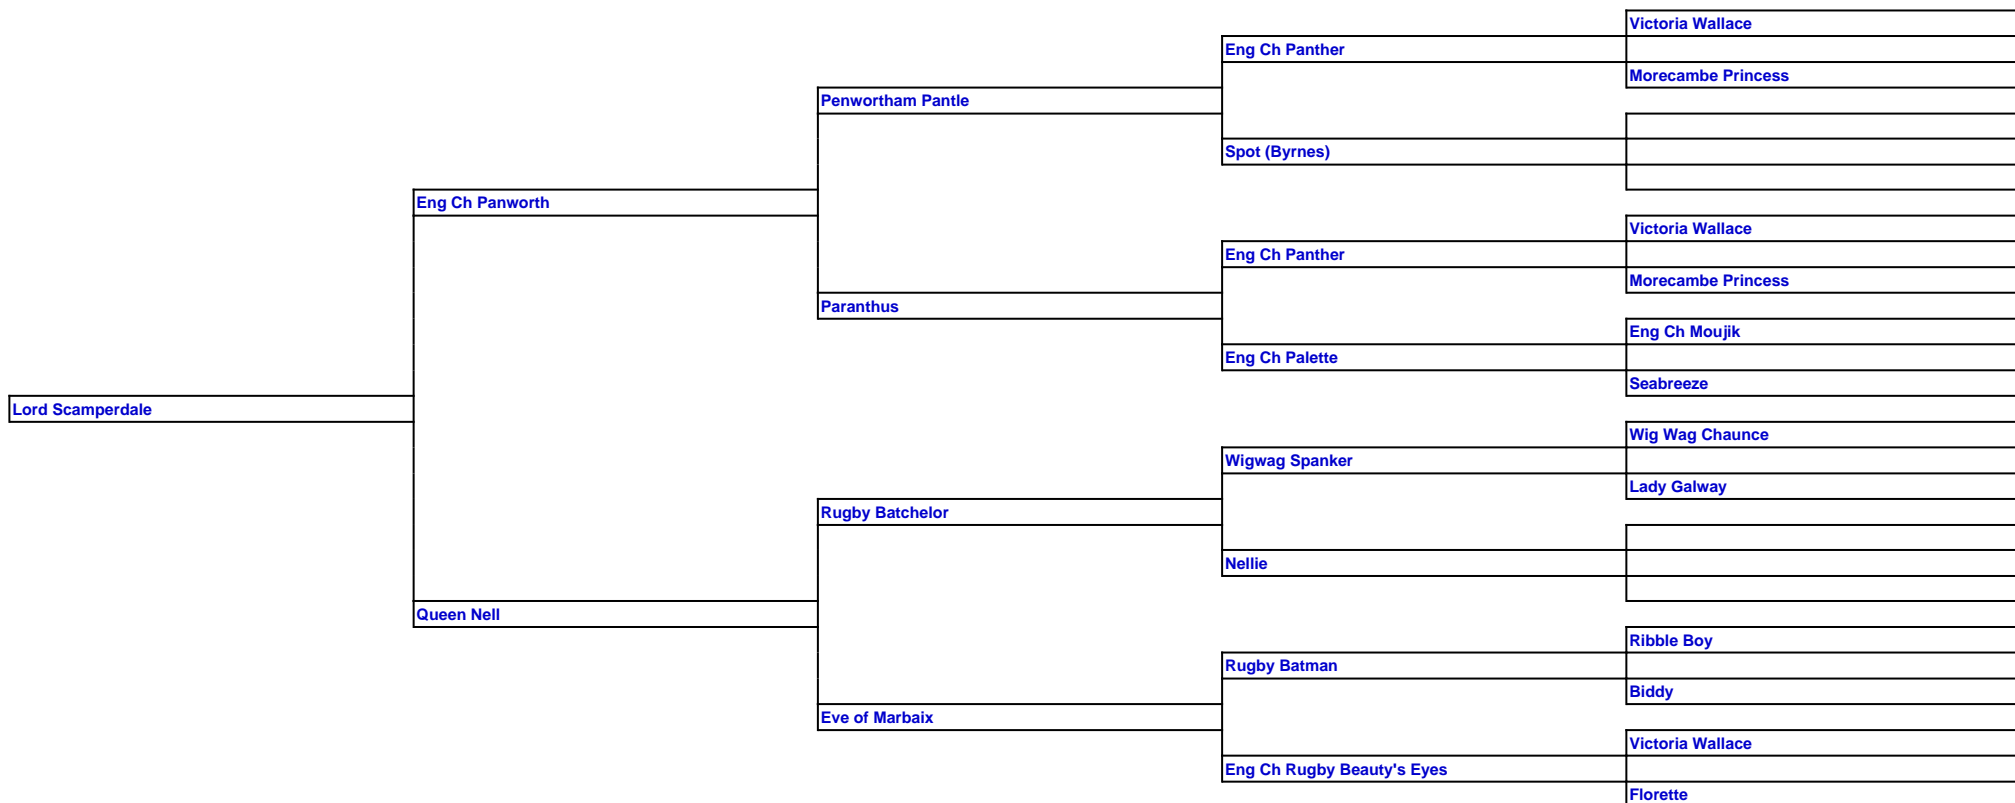 Victoria Wallace
Eng Ch Panther
Morecambe Princess
Penwortham Pantle
Spot (Byrnes)
Eng Ch Panworth
Victoria Wallace
Eng Ch Panther
Morecambe Princess
Paranthus
Eng Ch Moujik
Eng Ch Palette
Seabreeze
Lord Scamperdale
Wig Wag Chaunce
Wigwag Spanker
Lady Galway
Rugby Batchelor
Nellie
Queen Nell
Ribble Boy
Rugby Batman
Biddy
Eve of Marbaix
Victoria Wallace
Eng Ch Rugby Beauty's Eyes
Florette